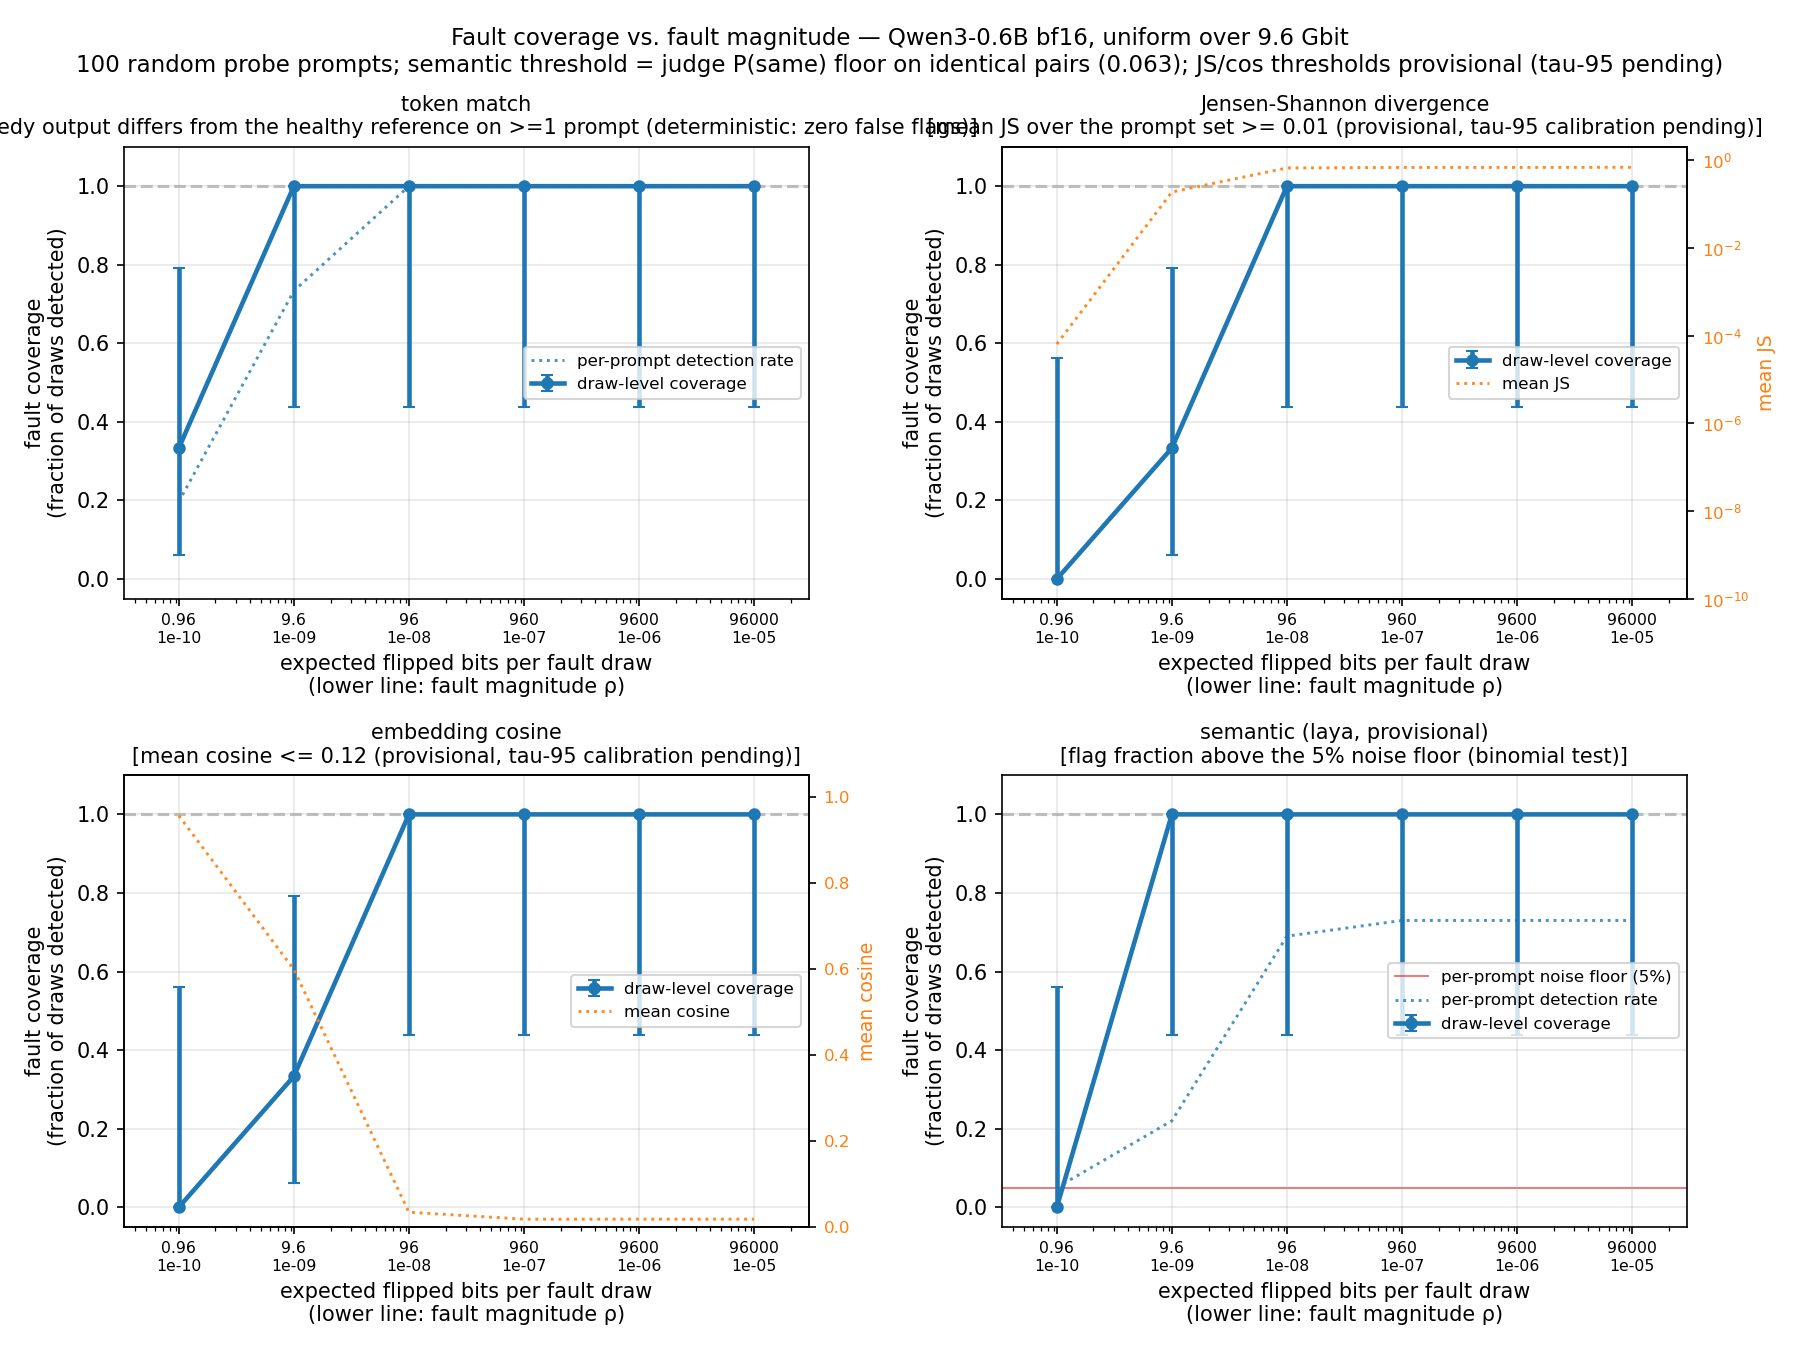 Fault coverage vs. fault magnitude — Qwen3-0.6B bf16, uniform over 9.6 Gbit
100 random probe prompts; semantic threshold = judge P(same) floor on identical pairs (0.063); JS/cos thresholds provisional (tau-95 pending)
token match
edy output differs from the healthy reference on >=1 prompt (deterministic: zero false flags)]
fault coverage
(fraction of draws detected)
1.0
0.8
0.6
0.4
0.2
0.0
per-prompt detection rate
draw-level coverage
0.96 9.6 96 960 9600 96000
1e-10 1e-09 1e-08 1e-07 1e-06 1e-05
expected flipped bits per fault draw
(lower line: fault magnitude ρ)
Jensen-Shannon divergence
[mean JS over the prompt set >= 0.01 (provisional, tau-95 calibration pending)]
fault coverage
(fraction of draws detected)
1.0
0.8
0.6
0.4
0.2
0.0
draw-level coverage
mean JS
10⁰
10⁻²
10⁻⁴
10⁻⁶
10⁻⁸
10⁻¹⁰
mean JS
0.96 9.6 96 960 9600 96000
1e-10 1e-09 1e-08 1e-07 1e-06 1e-05
expected flipped bits per fault draw
(lower line: fault magnitude ρ)
embedding cosine
[mean cosine <= 0.12 (provisional, tau-95 calibration pending)]
fault coverage
(fraction of draws detected)
1.0
0.8
0.6
0.4
0.2
0.0
draw-level coverage
mean cosine
1.0
0.8
0.6
0.4
0.2
0.0
mean cosine
0.96 9.6 96 960 9600 96000
1e-10 1e-09 1e-08 1e-07 1e-06 1e-05
expected flipped bits per fault draw
(lower line: fault magnitude ρ)
semantic (laya, provisional)
[flag fraction above the 5% noise floor (binomial test)]
fault coverage
(fraction of draws detected)
1.0
0.8
0.6
0.4
0.2
0.0
per-prompt noise floor (5%)
per-prompt detection rate
draw-level coverage
0.96 9.6 96 960 9600 96000
1e-10 1e-09 1e-08 1e-07 1e-06 1e-05
expected flipped bits per fault draw
(lower line: fault magnitude ρ)